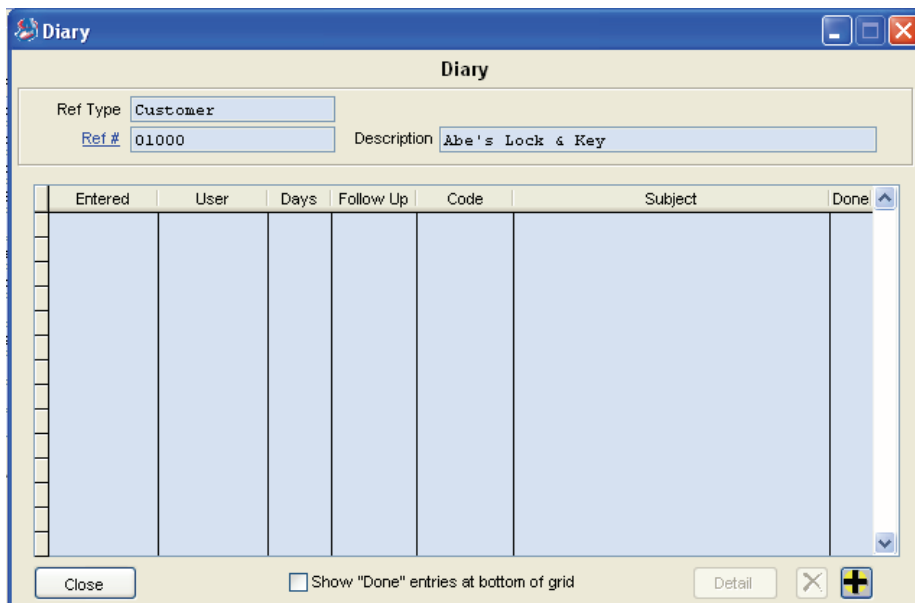 Diary
Diary
Ref Type Customer
Ref # 01000 Description Abe's Lock & Key
Entered User Days Follow Up Code Subject Done
Close Show "Done" entries at bottom of grid Detail